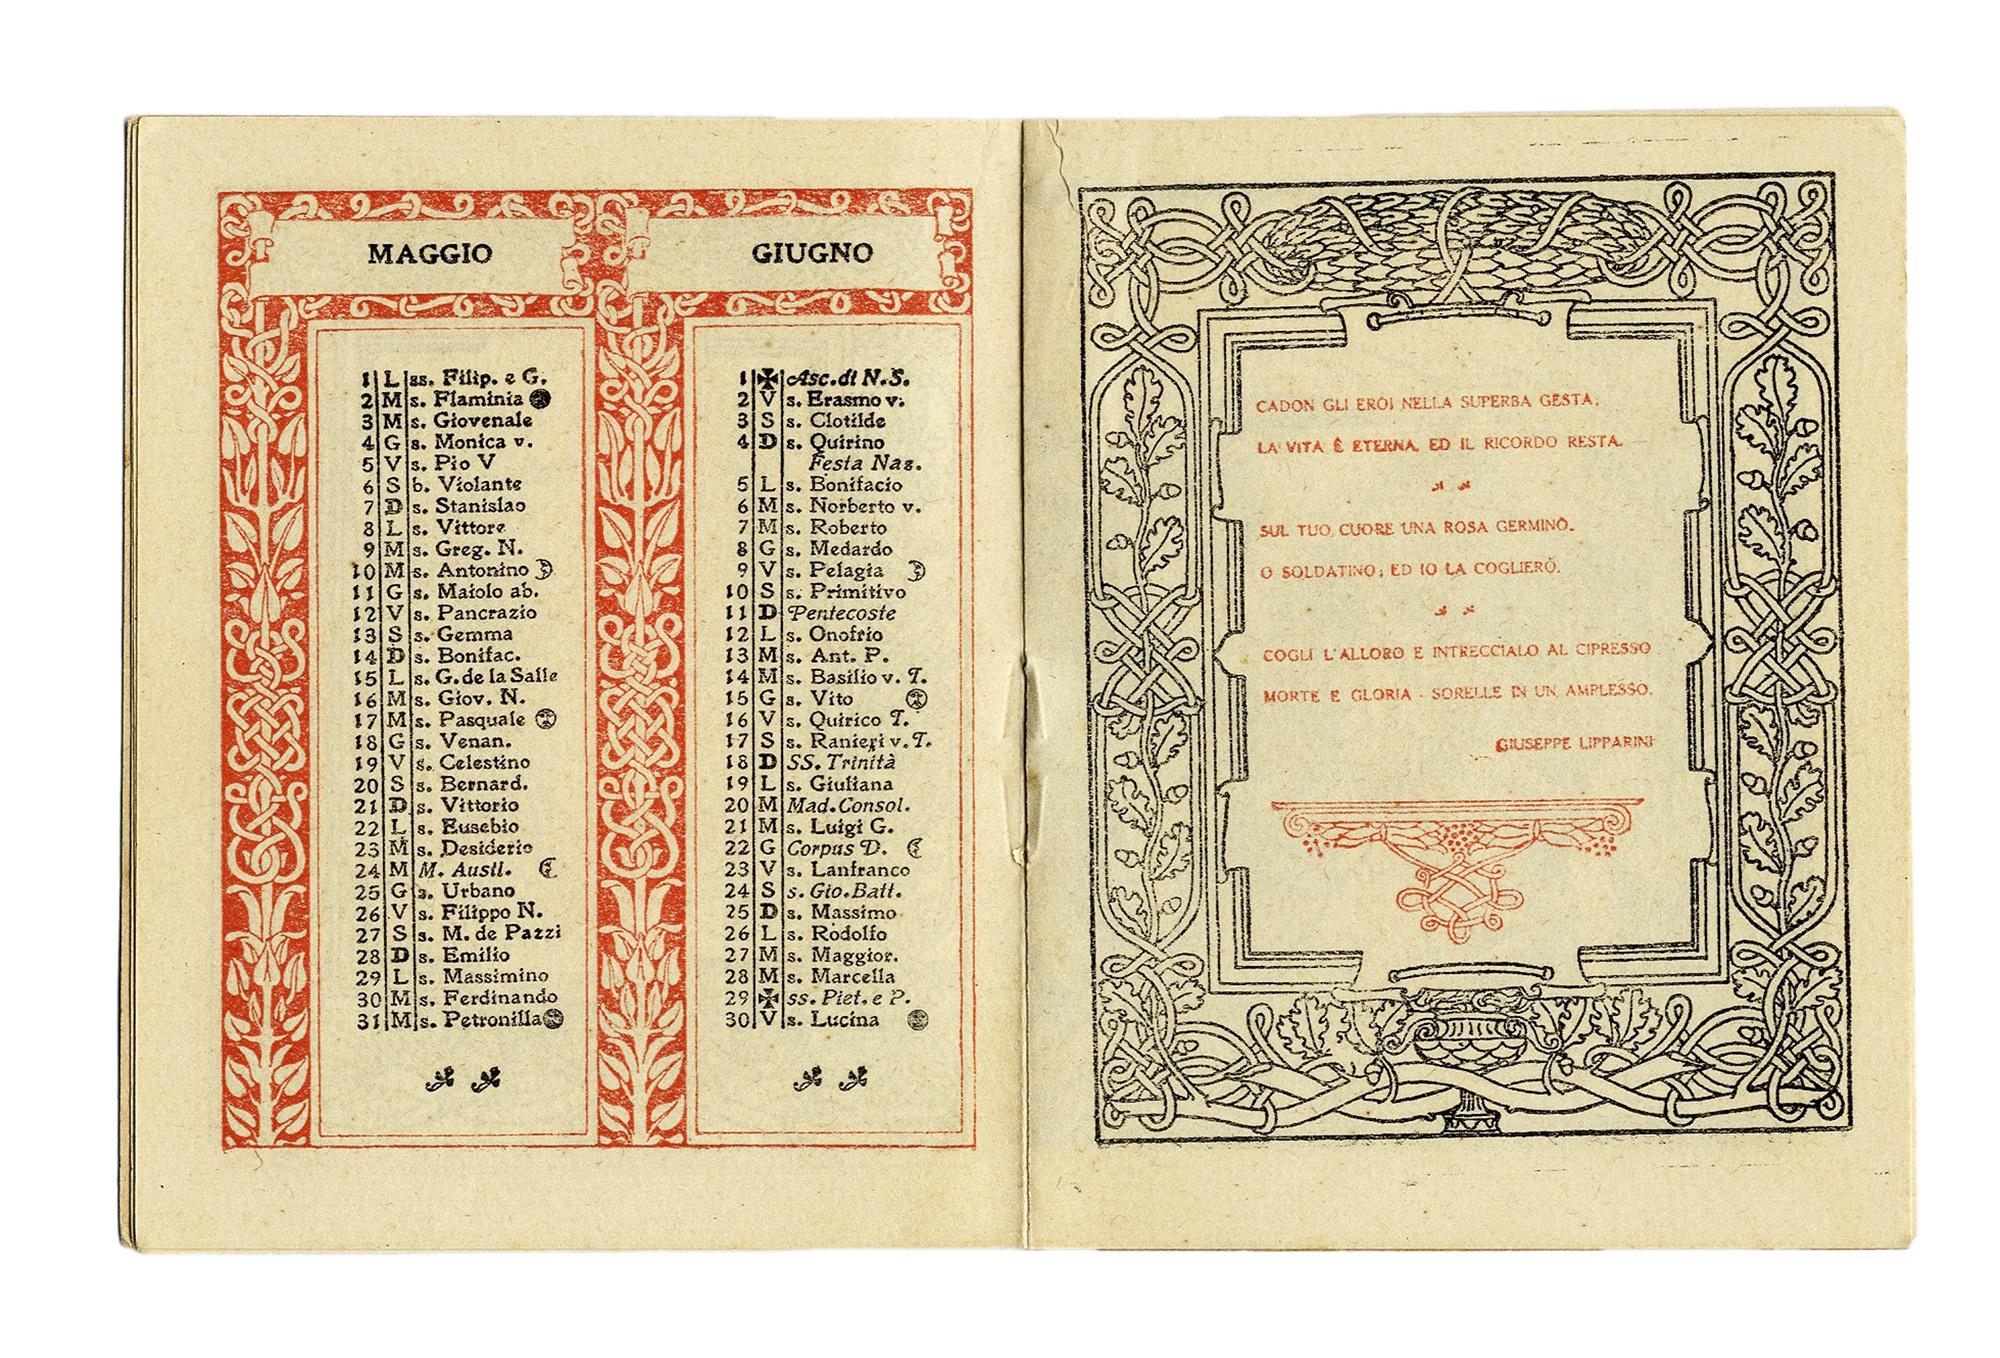 MAGGIO
1 L ss. Filip. e G.
2 M s. Flaminia
3 M s. Giovenale
4 G s. Monica v.
5 V s. Pio V
6 S b. Violante
7 D s. Stanislao
8 L s. Vittore
9 M s. Greg. N.
10 M s. Antonino
11 G s. Maiolo ab.
12 V s. Pancrazio
13 S s. Gemma
14 D s. Bonifac.
15 L s. G. de la Salle
16 M s. Giov. N.
17 M s. Pasquale
18 G s. Venan.
19 V s. Celestino
20 S s. Bernard.
21 D s. Vittorio
22 L s. Eusebio
23 M s. Desiderio
24 M M. Ausil.
25 G s. Urbano
26 V s. Filippo N.
27 S s. M. de Pazzi
28 D s. Emilio
29 L s. Massimino
30 M s. Ferdinando
31 M s. Petronilla
GIUGNO
1 ✠ Asc. di N. S.
2 V s. Erasmo v.
3 S s. Clotilde
4 D s. Quirino
Festa Naz.
5 L s. Bonifacio
6 M s. Norberto v.
7 M s. Roberto
8 G s. Medardo
9 V s. Pelagia
10 S s. Primitivo
11 D Pentecoste
12 L s. Onofrio
13 M s. Ant. P.
14 M s. Basilio v. T.
15 G s. Vito
16 V s. Quirico T.
17 S s. Ranieri v. T.
18 D SS. Trinità
19 L s. Giuliana
20 M Mad. Consol.
21 M s. Luigi G.
22 G Corpus D.
23 V s. Lanfranco
24 S s. Gio. Batt.
25 D s. Massimo
26 L s. Rodolfo
27 M s. Maggior.
28 M s. Marcella
29 ✠ ss. Piet. e P.
30 V s. Lucina
CADON GLI EROI NELLA SUPERBA GESTA;
LA VITA È ETERNA, ED IL RICORDO RESTA.
SUL TUO CUORE UNA ROSA GERMINÒ.
O SOLDATINO; ED IO LA COGLIERÒ.
COGLI L'ALLORO E INTRECCIALO AL CIPRESSO
MORTE E GLORIA - SORELLE IN UN AMPLESSO.
GIUSEPPE LIPPARINI